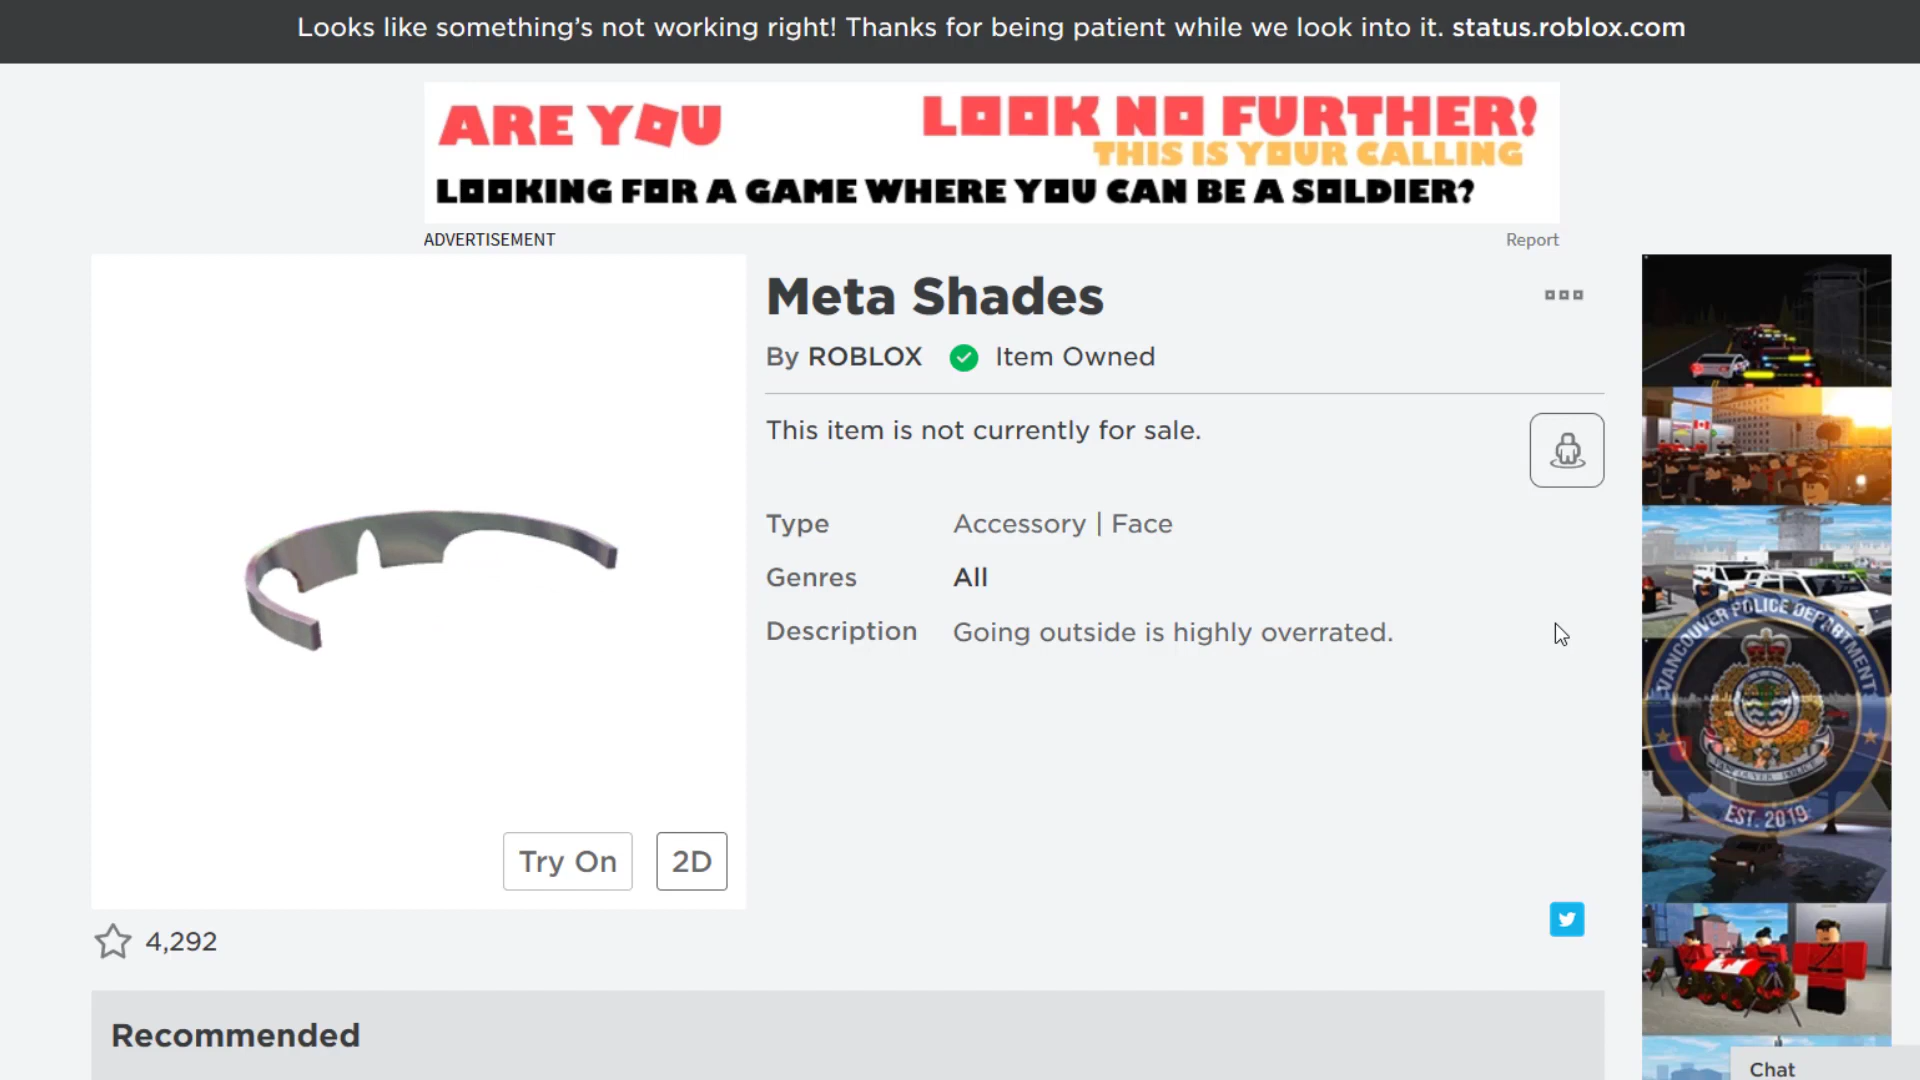 Looks like something's not working right! Thanks for being patient while we look into it. status.roblox.com
ARE YOU
LOOK NO FURTHER!
THIS IS YOUR CALLING
LOOKING FOR A GAME WHERE YOU CAN BE A SOLDIER?
ADVERTISEMENT
Report
Meta Shades
By ROBLOX
Item Owned
This item is not currently for sale.
Type
Accessory | Face
Genres
All
Description
Going outside is highly overrated.
VANCOUVER POLICE DEPARTMENT
VANCOUVER POLICE
EST. 2019
Try On
2D
4,292
Recommended
Chat